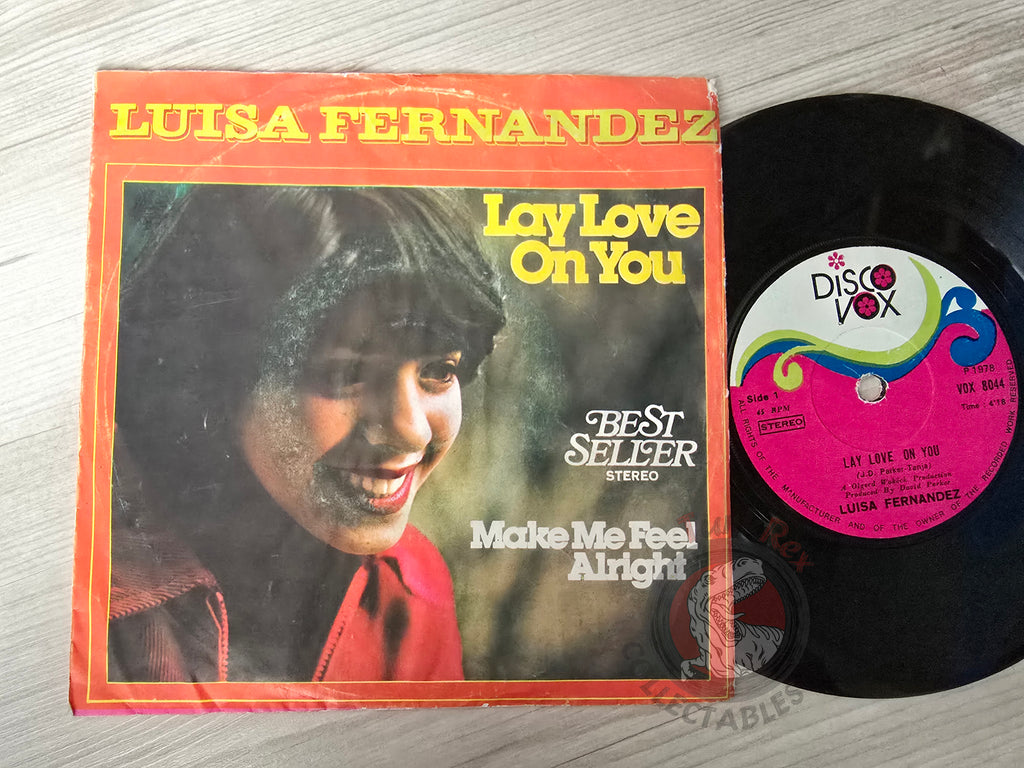 LUISA FERNANDEZ
Lay Love
On You
BEST
SELLER
STEREO
Make Me Feel
Alright
DISCO
VOX
P 1978
VOX 8044
Side 1
45 RPM
Time : 4'18
STEREO
LAY LOVE ON YOU
(J.D. Parker-Tanja)
Produced By David Parker
LUISA FERNANDEZ
ALL RIGHTS OF THE MANUFACTURER AND OF THE OWNER OF THE RECORDED WORK RESERVED
Rex
COLLECTABLES